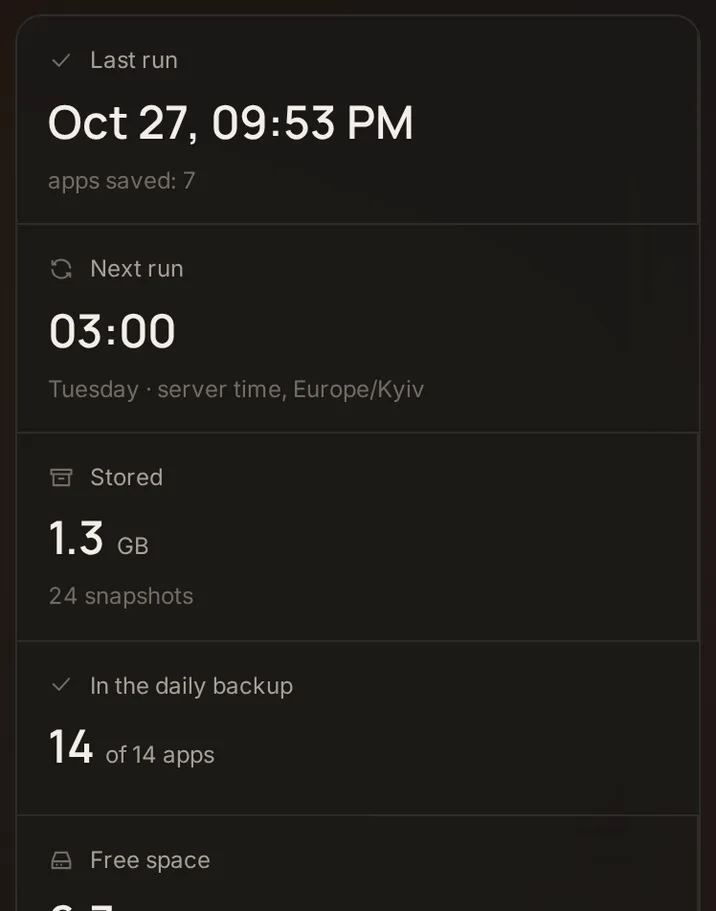 Last run
Oct 27, 09:53 PM
apps saved: 7
Next run
03:00
Tuesday · server time, Europe/Kyiv
Stored
1.3 GB
24 snapshots
In the daily backup
14 of 14 apps
Free space